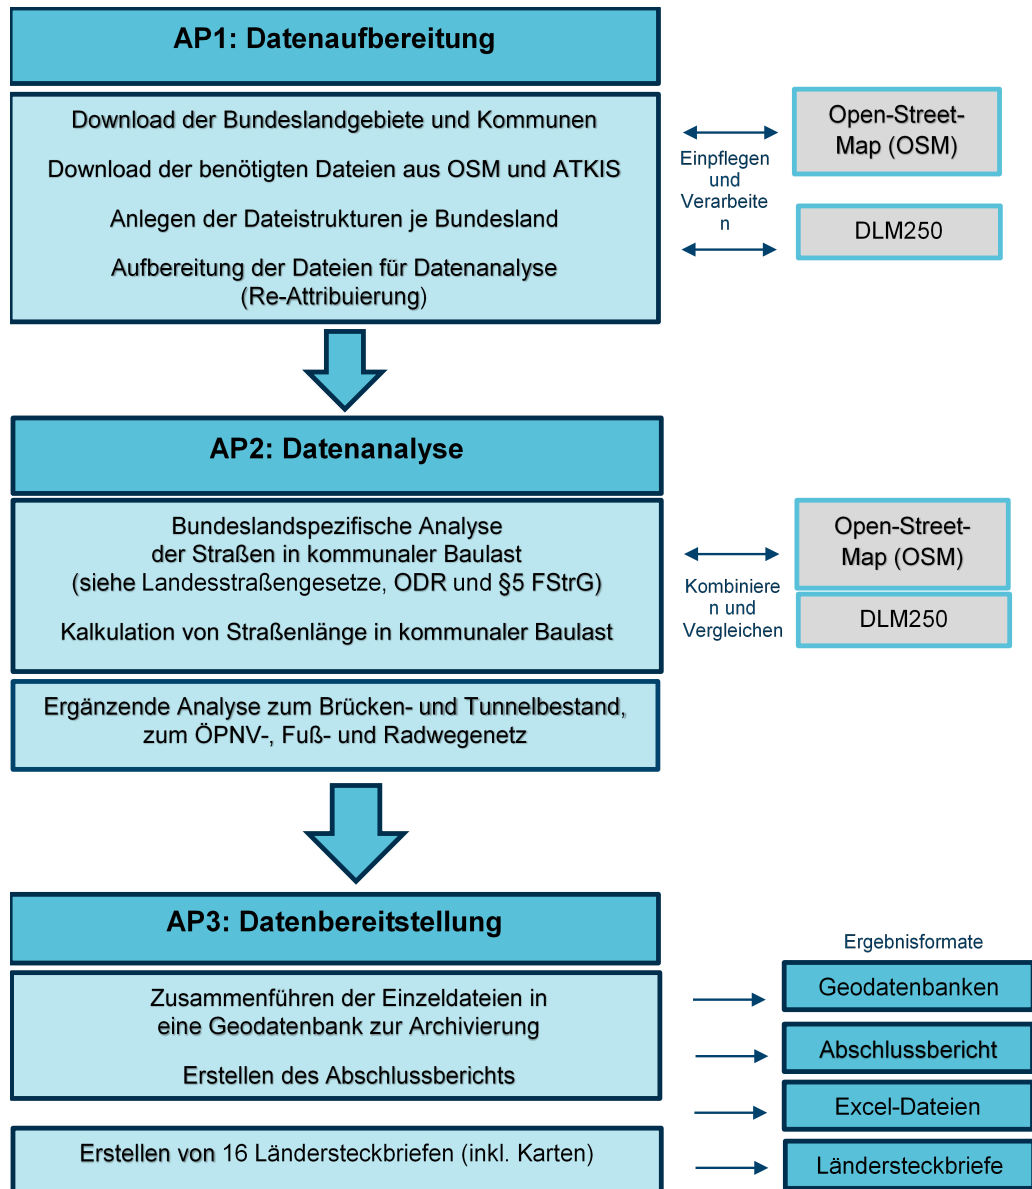 AP1: Datenaufbereitung
Download der Bundeslandgebiete und Kommunen
Download der benötigten Dateien aus OSM und ATKIS
Anlegen der Dateistrukturen je Bundesland
Aufbereitung der Dateien für Datenanalyse
(Re-Attribuierung)
Einpflegen
und
Verarbeite
n
Open-Street-
Map (OSM)
DLM250
AP2: Datenanalyse
Bundeslandspezifische Analyse
der Straßen in kommunaler Baulast
(siehe Landesstraßengesetze, ODR und §5 FStrG)
Kalkulation von Straßenlänge in kommunaler Baulast
Kombiniere
n und
Vergleichen
Open-Street-
Map (OSM)
DLM250
Ergänzende Analyse zum Brücken- und Tunnelbestand,
zum ÖPNV-, Fuß- und Radwegenetz
AP3: Datenbereitstellung
Zusammenführen der Einzeldateien in
eine Geodatenbank zur Archivierung
Erstellen des Abschlussberichts
Erstellen von 16 Ländersteckbriefen (inkl. Karten)
Ergebnisformate
Geodatenbanken
Abschlussbericht
Excel-Dateien
Ländersteckbriefe